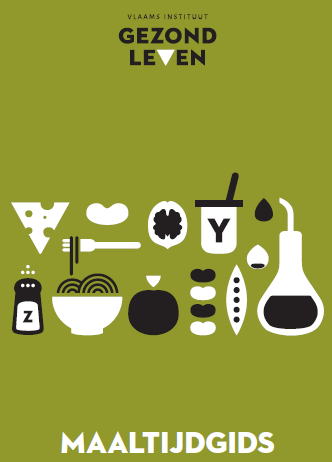 VLAAMS INSTITUUT
GEZOND
LEVEN
Y
Z
MAALTIJDGIDS